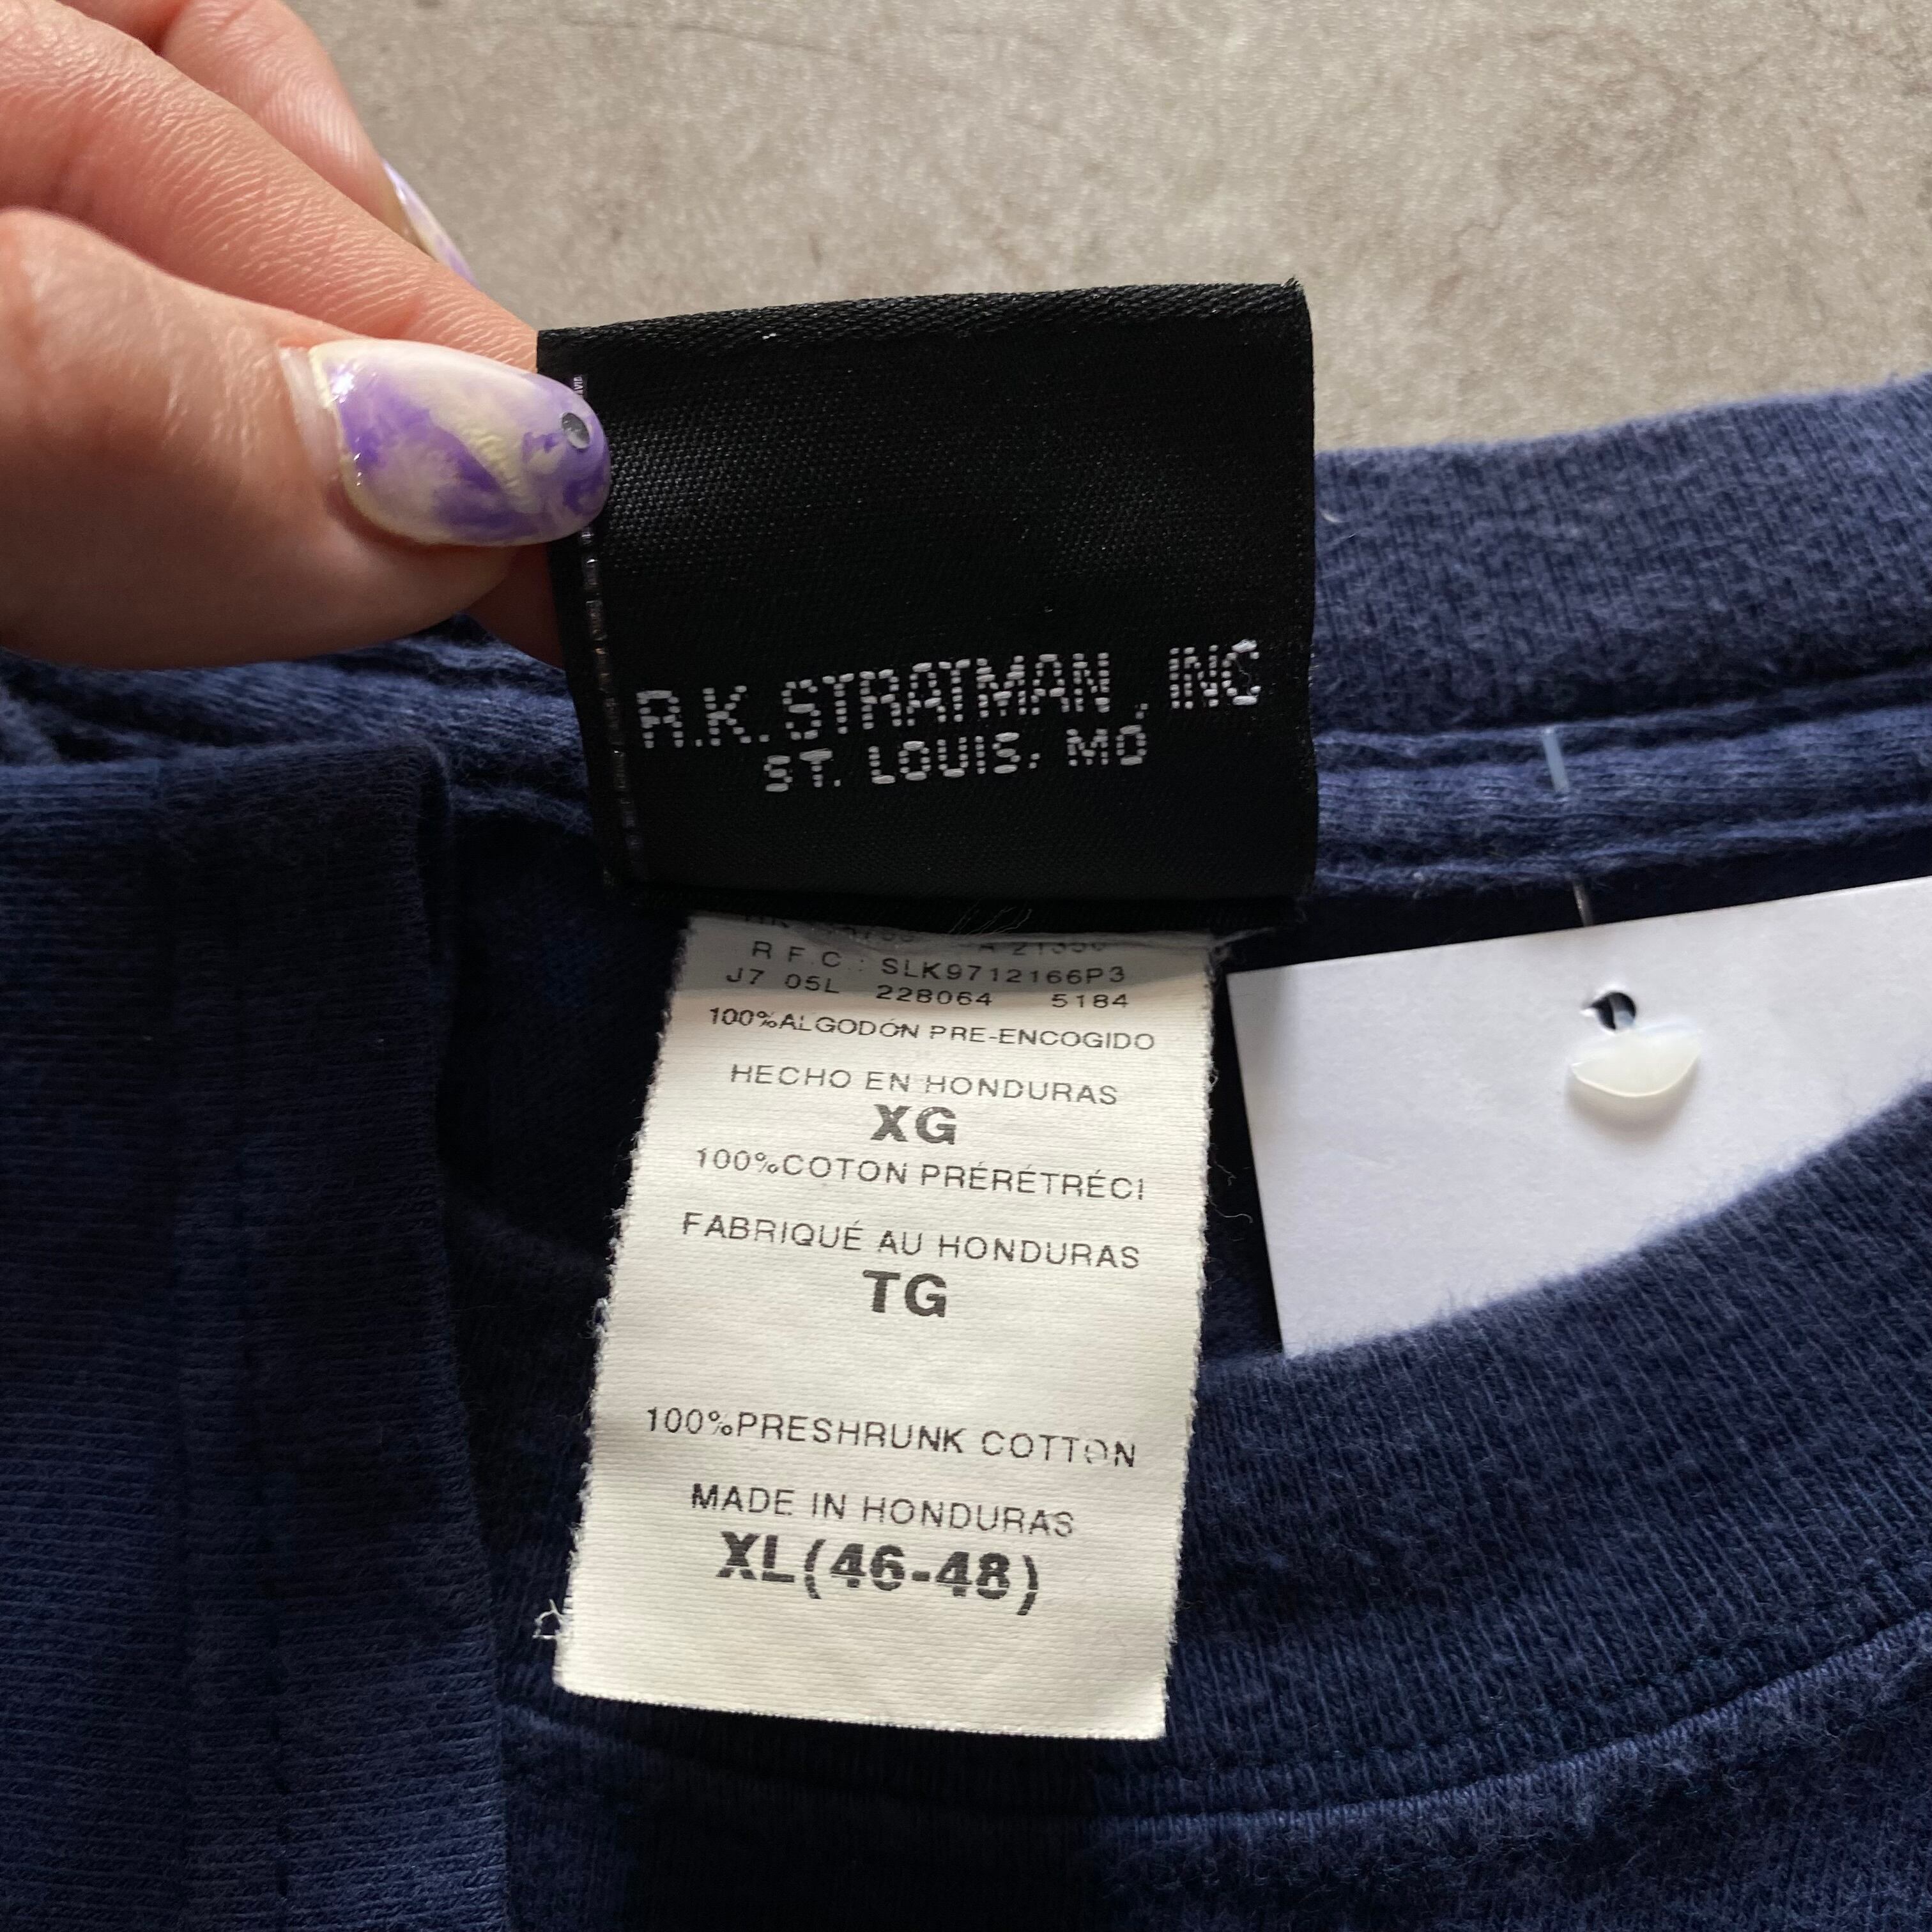 R.K. STRATMAN, INC
ST. LOUIS, MO
R F C : SLK9712166P3
J7 05L 228064 5184
100%ALGODÓN PRE-ENCOGIDO
HECHO EN HONDURAS
XG
100%COTON PRÉRÉTRÉCI
FABRIQUÉ AU HONDURAS
TG
100%PRESHRUNK COTTON
MADE IN HONDURAS
XL(46-48)